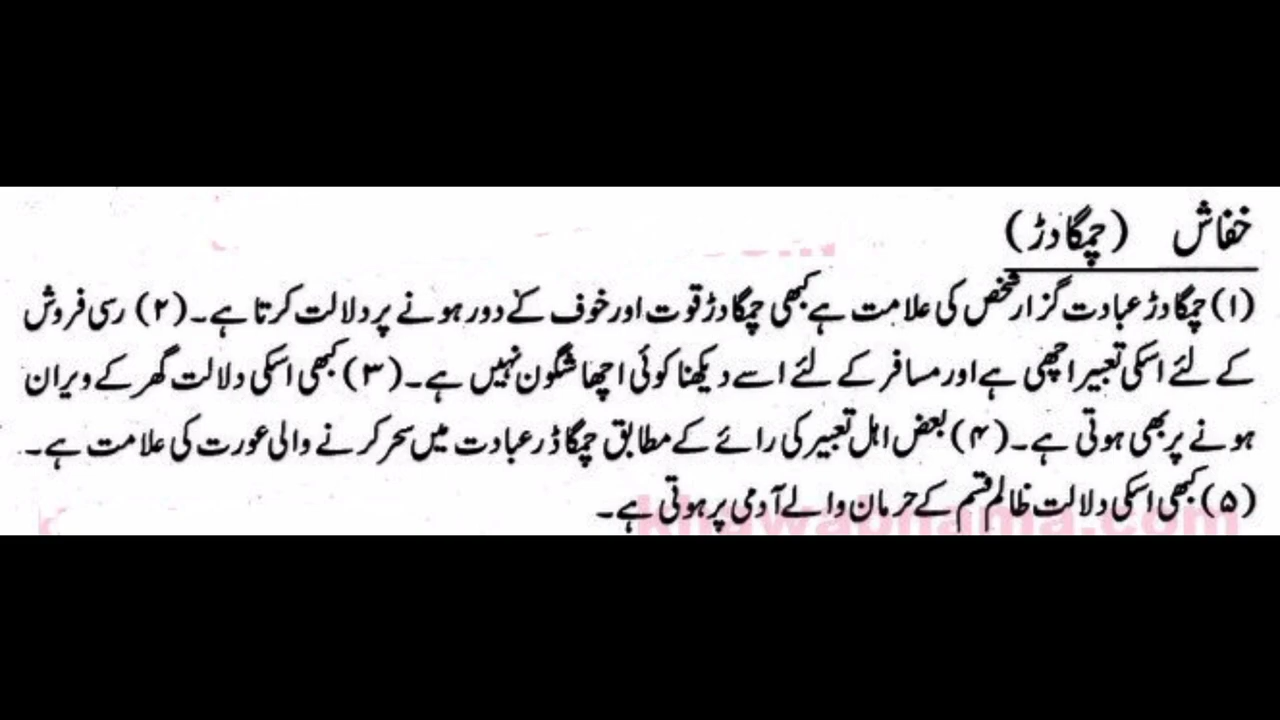 خفاش (چمگادڑ)
(۱) چمگادڑ عبادت گزار شخص کی علامت ہے کبھی چمگادڑ قوت اور خوف کے دور ہونے پر دلالت کرتا ہے۔ (۲) رسی فروش
کے لئے اسکی تعبیر اچھی ہے اور مسافر کے لئے اسے دیکھنا کوئی اچھا شگون نہیں ہے۔ (۳) کبھی اسکی دلالت گھر کے ویران
ہونے پر بھی ہوتی ہے۔ (۴) بعض اہل تعبیر کی رائے کے مطابق چمگاڈر عبادت میں سحر کرنے والی عورت کی علامت ہے۔
(۵) کبھی اسکی دلالت ظالم قسم کے حرمان والے آدمی پر ہوتی ہے۔
khawabnama.com